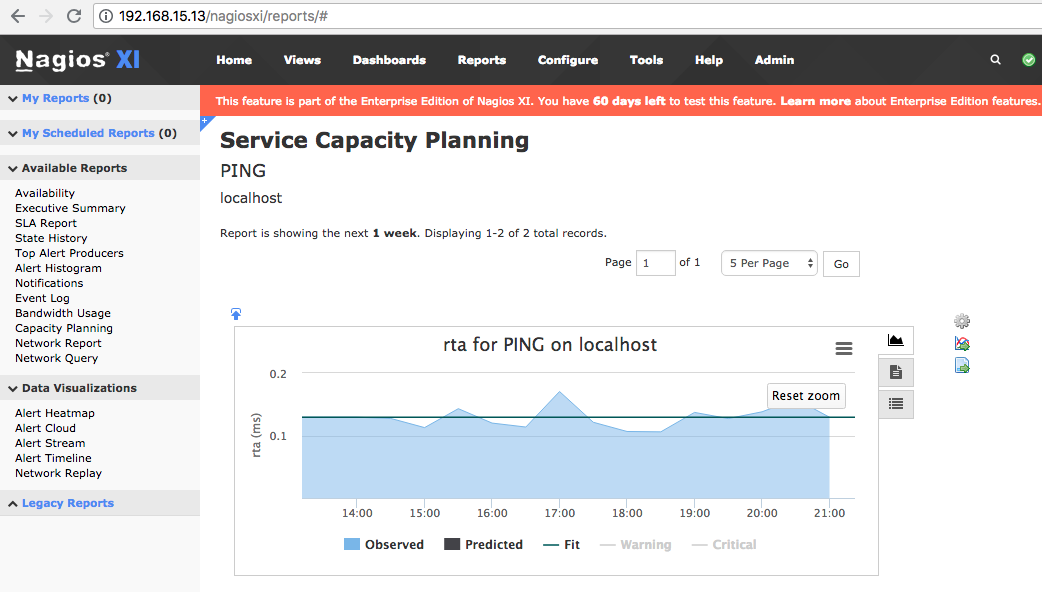 192.168.15.13/nagiosxi/reports/#
Nagios® XI
Home Views Dashboards Reports Configure Tools Help Admin
My Reports (0)
My Scheduled Reports (0)
Available Reports
Availability
Executive Summary
SLA Report
State History
Top Alert Producers
Alert Histogram
Notifications
Event Log
Bandwidth Usage
Capacity Planning
Network Report
Network Query
Data Visualizations
Alert Heatmap
Alert Cloud
Alert Stream
Alert Timeline
Network Replay
Legacy Reports
This feature is part of the Enterprise Edition of Nagios XI. You have 60 days left to test this feature. Learn more about Enterprise Edition features.
Service Capacity Planning
PING
localhost
Report is showing the next 1 week. Displaying 1-2 of 2 total records.
Page 1 of 1 5 Per Page Go
rta for PING on localhost
Reset zoom
rta (ms)
0.2
0.1
14:00 15:00 16:00 17:00 18:00 19:00 20:00 21:00
Observed Predicted Fit Warning Critical